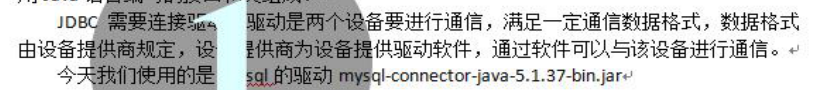 JDBC 需要连接驱动 驱动是两个设备要进行通信，满足一定通信数据格式，数据格式
由设备提供商规定，设 提供商为设备提供驱动软件，通过软件可以与该设备进行通信。
今天我们使用的是 sql 的驱动 mysql-connector-java-5.1.37-bin.jar